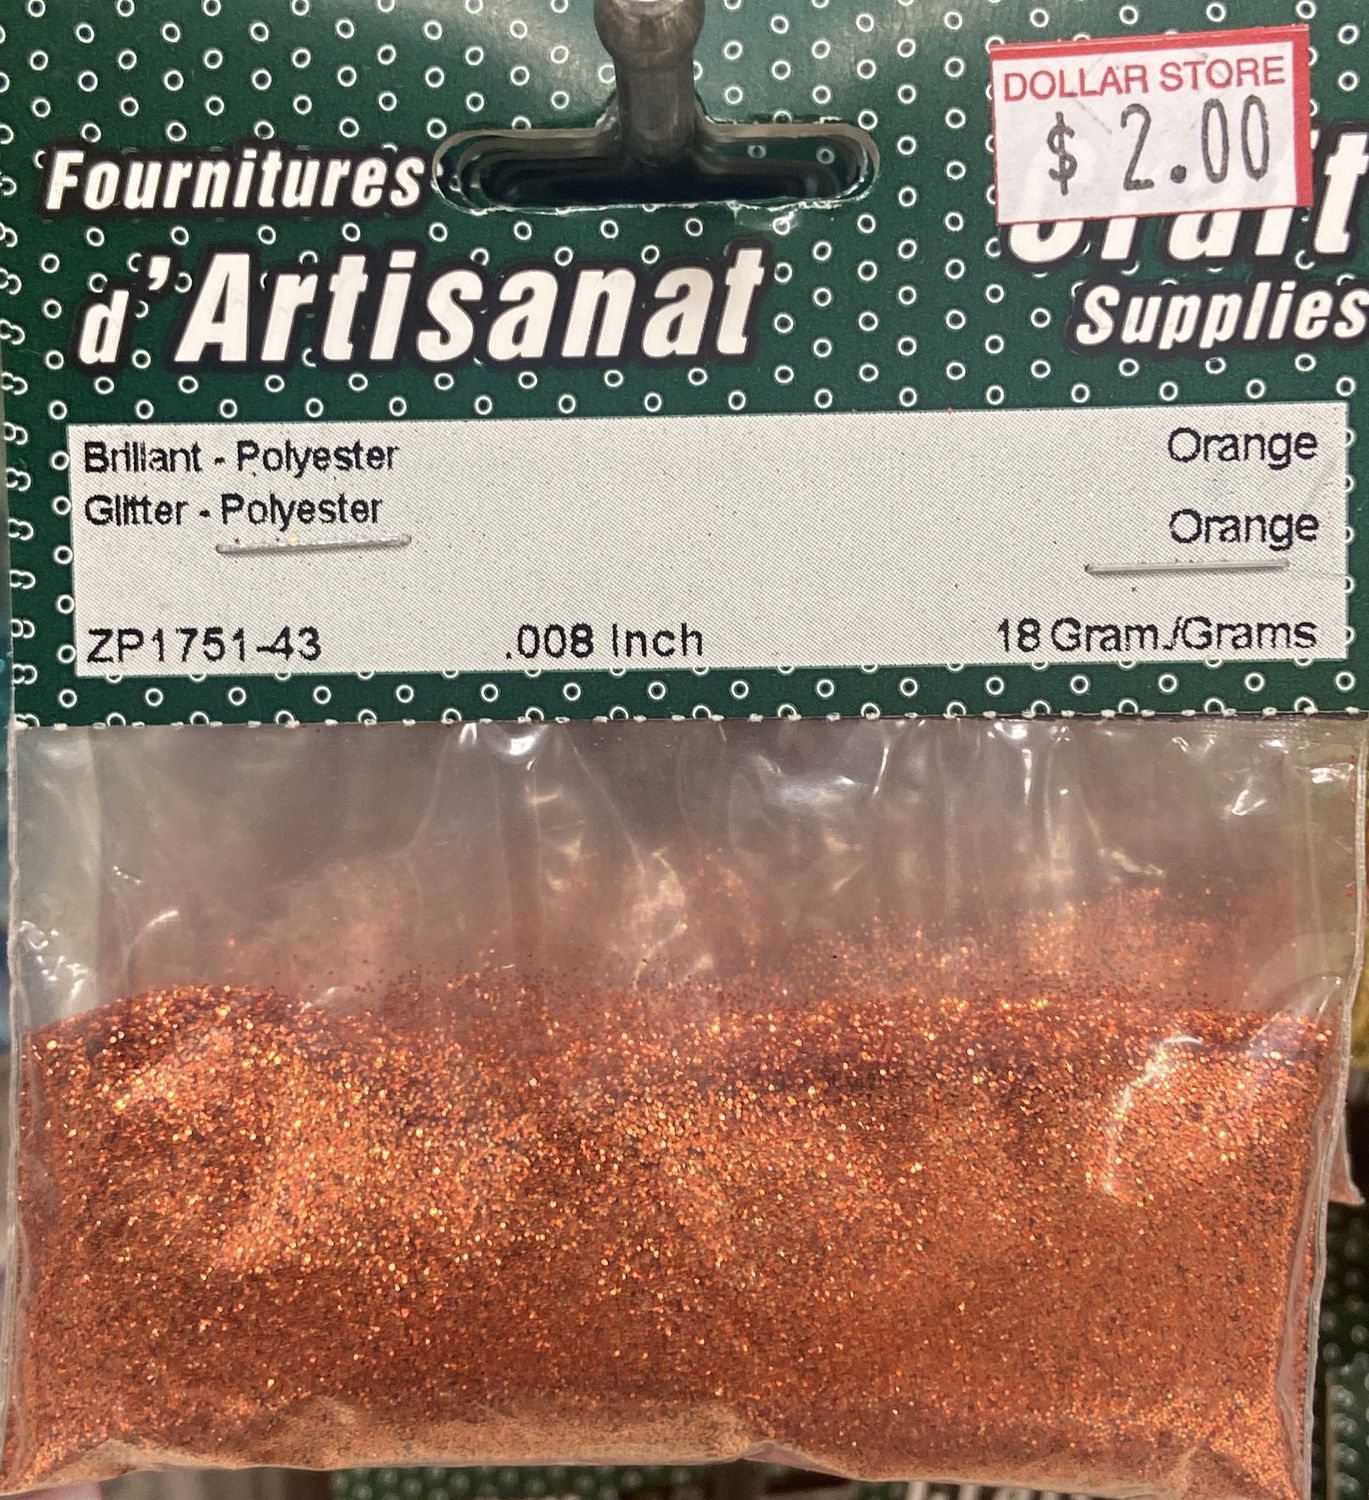 DOLLAR STORE
$ 2.00
Fournitures
d'Artisanat
Craft
Supplies
Brillant - Polyester
Orange
Glitter - Polyester
Orange
ZP1751-43 .008 Inch 18 Gram./Grams